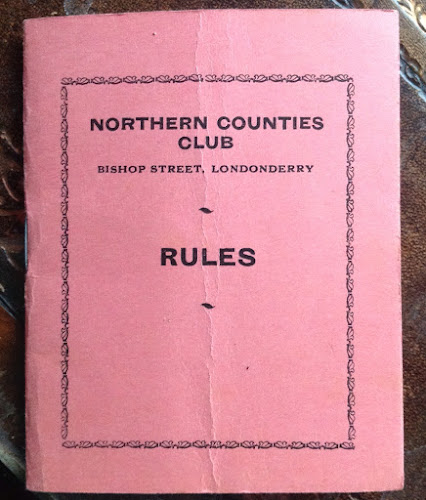 NORTHERN COUNTIES
CLUB
BISHOP STREET, LONDONDERRY
RULES